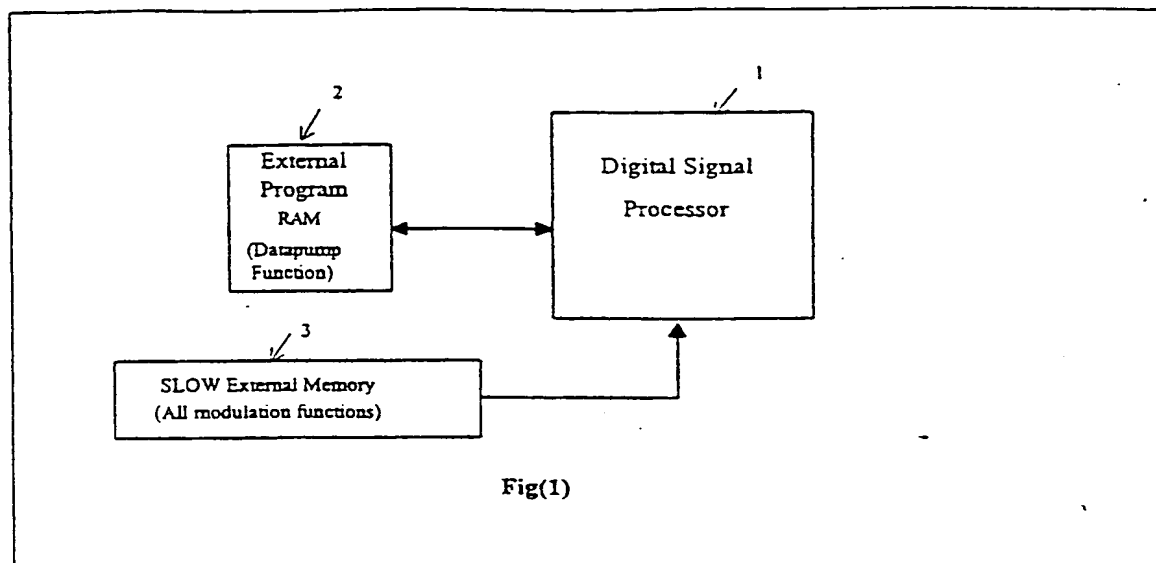 1
2
Digital Signal
Processor
External
Program
RAM
(Datapump
Function)
3
SLOW External Memory
(All modulation functions)
Fig(1)